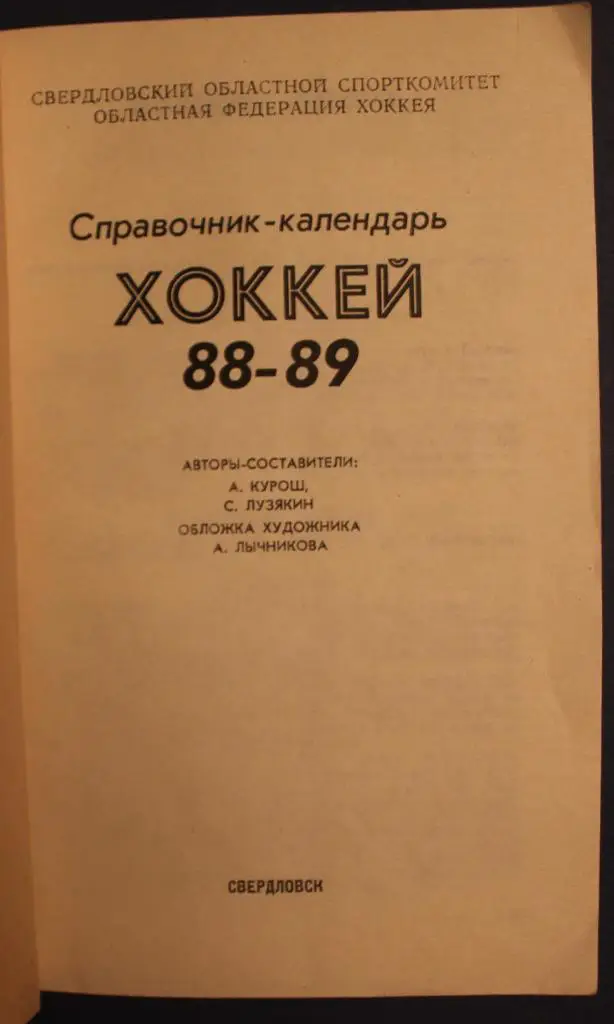 СВЕРДЛОВСКИЙ ОБЛАСТНОЙ СПОРТКОМИТЕТ
ОБЛАСТНАЯ ФЕДЕРАЦИЯ ХОККЕЯ
Справочник-календарь
ХОККЕЙ
88-89
АВТОРЫ-СОСТАВИТЕЛИ:
А. КУРОШ,
С. ЛУЗЯКИН
ОБЛОЖКА ХУДОЖНИКА
А. ЛЫЧНИКОВА
СВЕРДЛОВСК